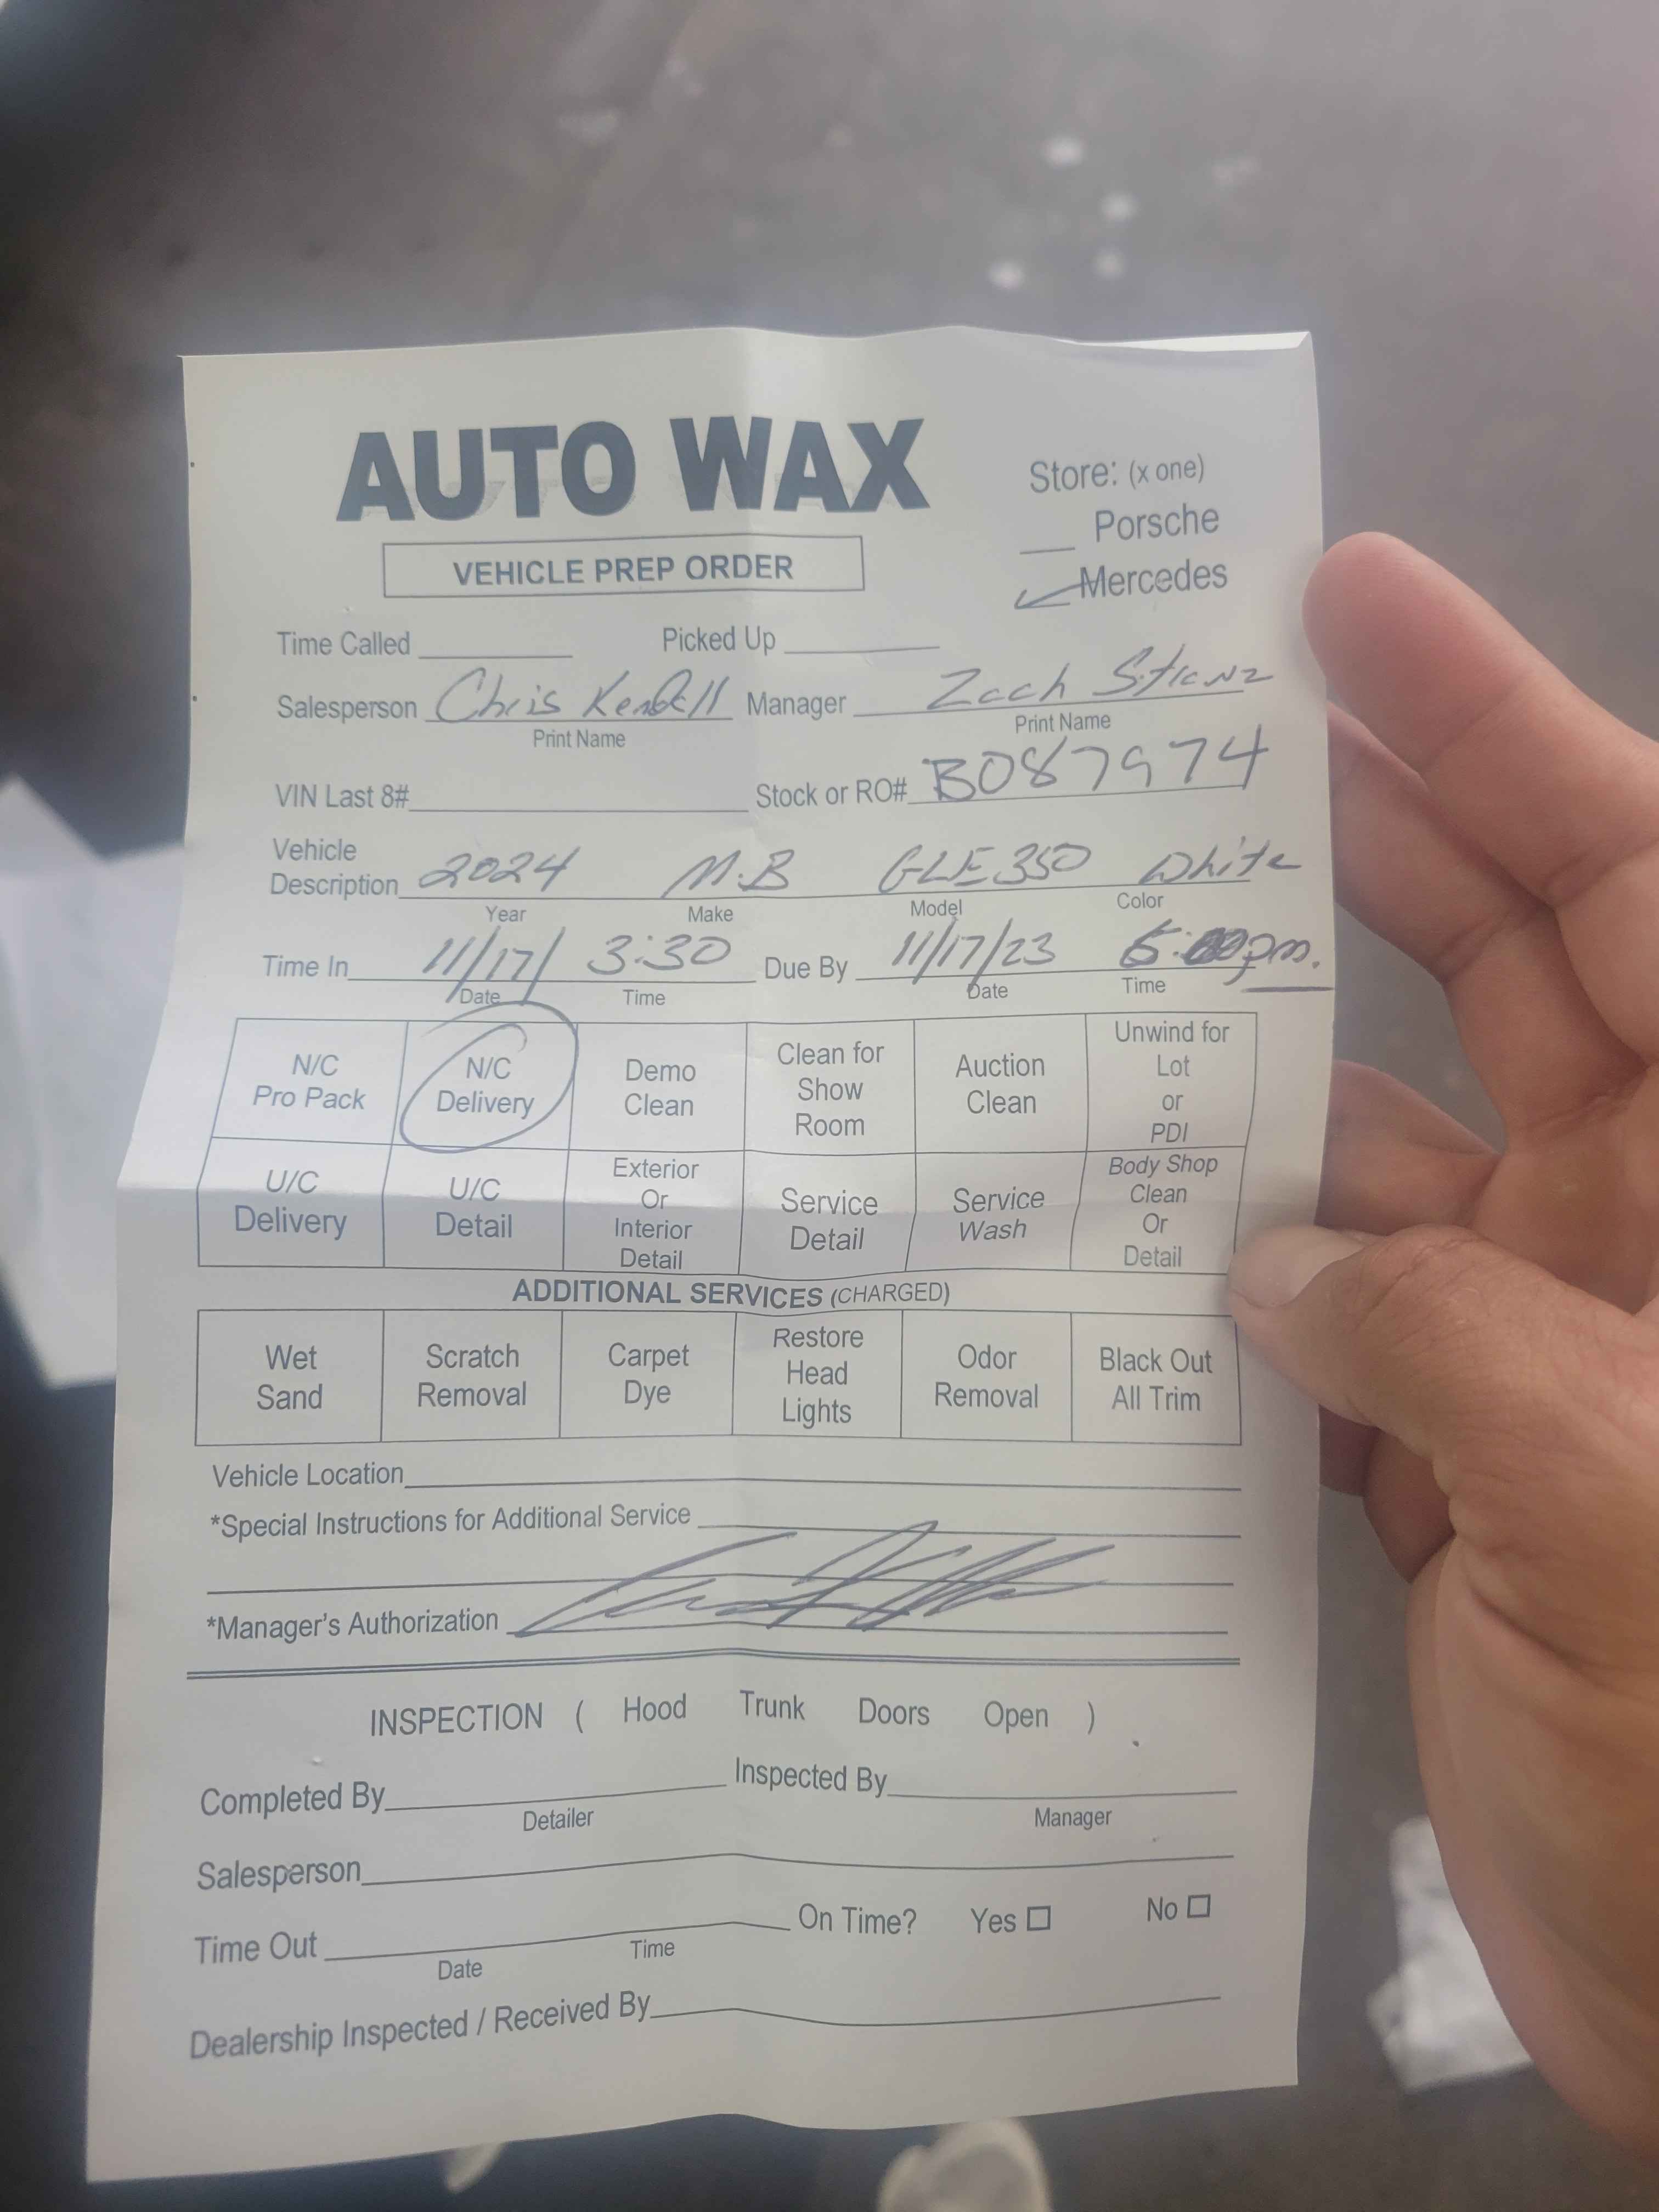 AUTO WAX
Store: (x one)
Porsche
Mercedes
VEHICLE PREP ORDER
Time Called Picked Up
Salesperson Chris Kendall Manager Zach
Print Name Print Name
VIN Last 8# Stock or RO# B087974
Vehicle
Description 2024 M.B GLE350 White
Year Make Model Color
Time In 11/17/ 3:30 Due By 11/17/23 pm.
Date Time Date Time
N/C Pro Pack
N/C Delivery
Demo Clean
Clean for Show Room
Auction Clean
Unwind for Lot or PDI
U/C Delivery
U/C Detail
Exterior Or Interior Detail
Service Detail
Service Wash
Body Shop Clean Or Detail
ADDITIONAL SERVICES (CHARGED)
Wet Sand
Scratch Removal
Carpet Dye
Restore Head Lights
Odor Removal
Black Out All Trim
Vehicle Location
*Special Instructions for Additional Service
*Manager's Authorization
INSPECTION ( Hood Trunk Doors Open )
Completed By Inspected By
Detailer Manager
Salesperson
Time Out On Time? Yes ☐ No ☐
Date Time
Dealership Inspected / Received By